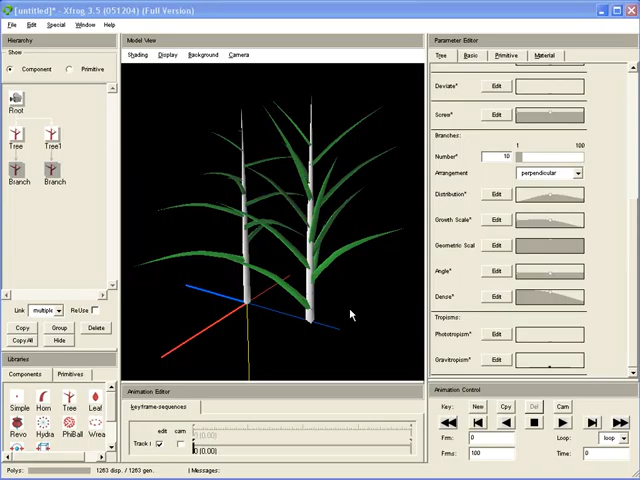 [untitled]* - Xfrog 3.5 (051204) (Full Version)
File Special Window Help
Hierarchy
Show
Component Primitive
Root
Tree Tree1
Branch Branch
Link multiple ReUse
Copy Group Delete
Copy All Hide
Libraries
Components Primitives
Simple Horn Tree Leaf
Revo Hydra PhiBall Wrea
Polys: 1263 disp. / 1263 gen. Messages:
Model View
Shading Display Background Camera
Animation Editor
Keyframe-sequences
edit cam
Track I
0 (0.00)
0 (0.00)
Parameter Editor
Tree Basic Primitive Material
Deviate* Edit
Screw* Edit
Branches:
1 100
Number* 10
Arrangement perpendicular
Distribution* Edit
Growth Scale* Edit
Geometric Scal Edit
Angle* Edit
Dense* Edit
Tropisms:
Phototropism* Edit
Gravitropism* Edit
Animation Control
Key: New Cpy Del Cam
Frm: 0 Loop: loop
Frms: 100 Time: 0